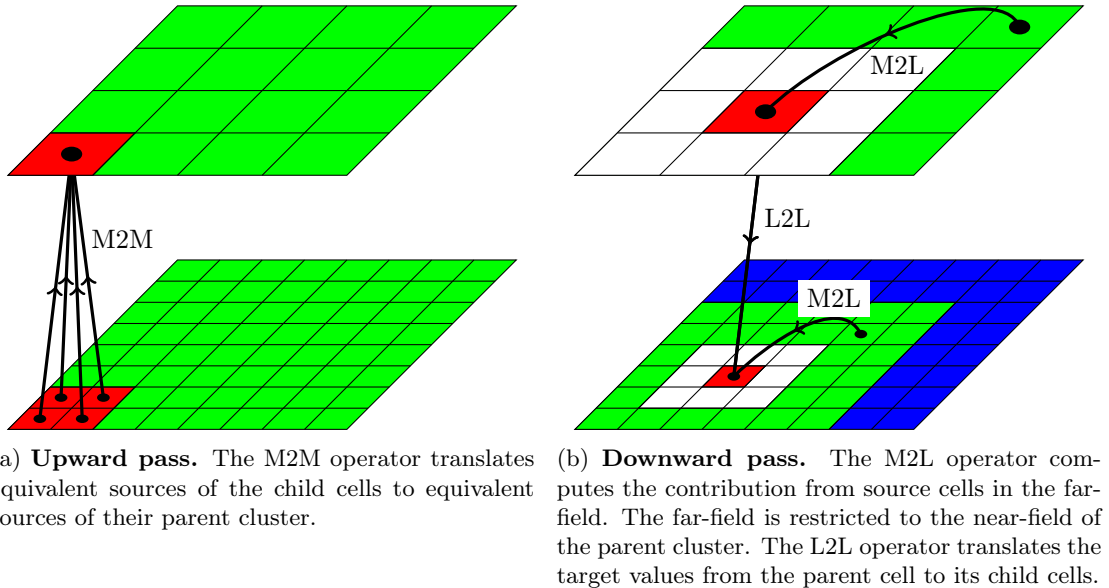 M2L
L2L
M2M
M2L
a) Upward pass. The M2M operator translates
quivalent sources of the child cells to equivalent
ources of their parent cluster.
(b) Downward pass. The M2L operator com-
putes the contribution from source cells in the far-
field. The far-field is restricted to the near-field of
the parent cluster. The L2L operator translates the
target values from the parent cell to its child cells.